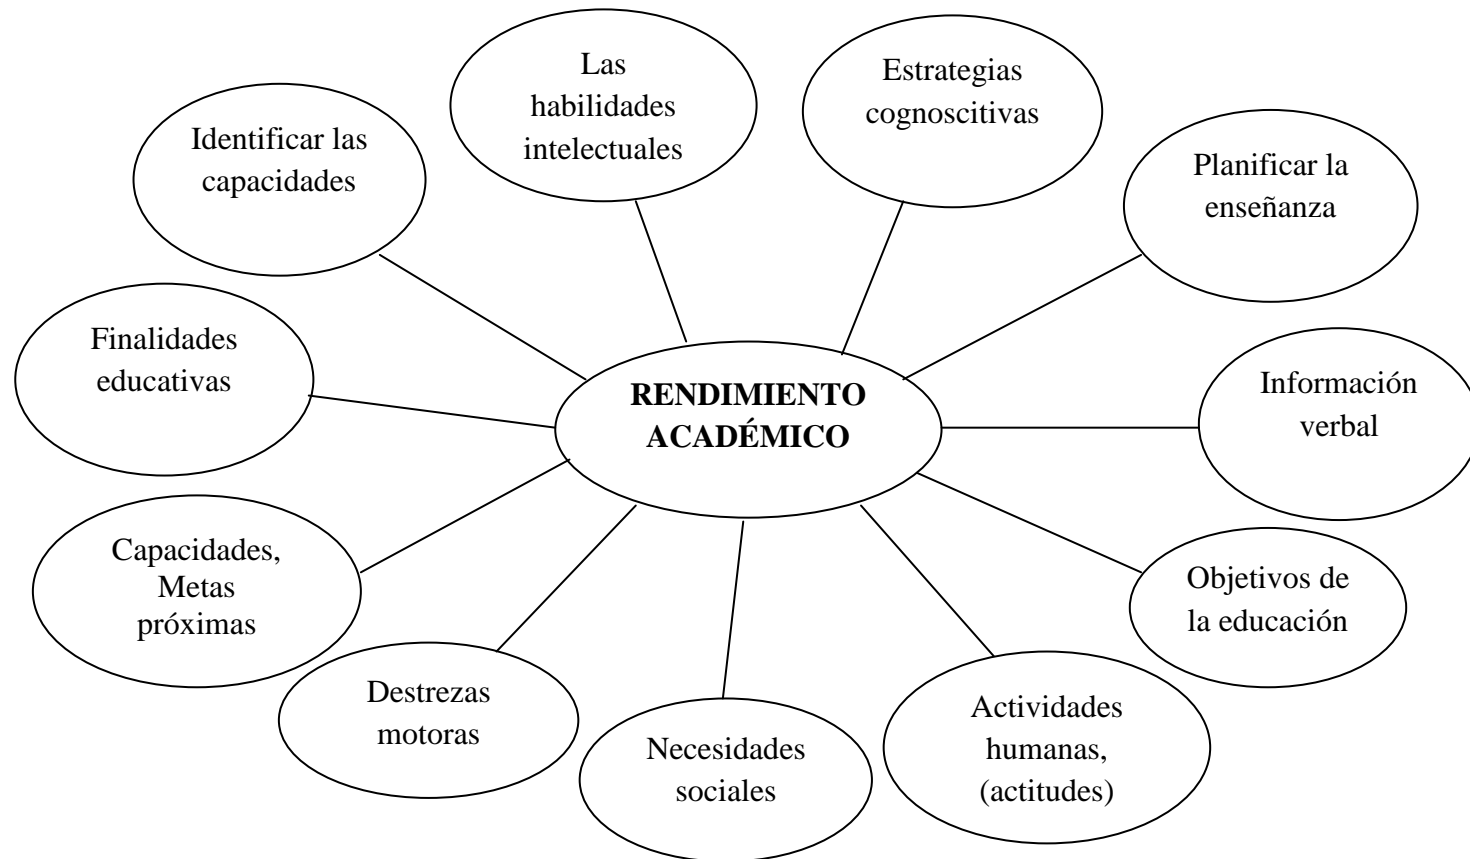 Las
habilidades
intelectuales
Estrategias
cognoscitivas
Identificar las
capacidades
Planificar la
enseñanza
Finalidades
educativas
RENDIMIENTO
ACADÉMICO
Información
verbal
Capacidades,
Metas
próximas
Objetivos de
la educación
Destrezas
motoras
Necesidades
sociales
Actividades
humanas,
(actitudes)